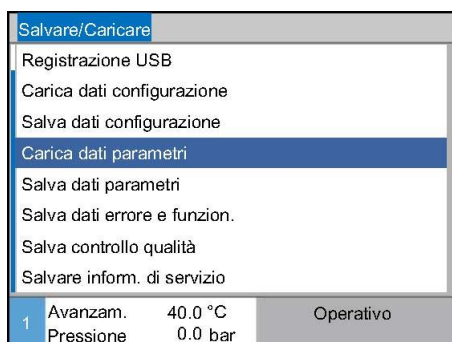 Salvare/Caricare
Registrazione USB
Carica dati configurazione
Salva dati configurazione
Carica dati parametri
Salva dati parametri
Salva dati errore e funzion.
Salva controllo qualità
Salvare inform. di servizio
1 Avanzam. 40.0 °C Operativo
Pressione 0.0 bar